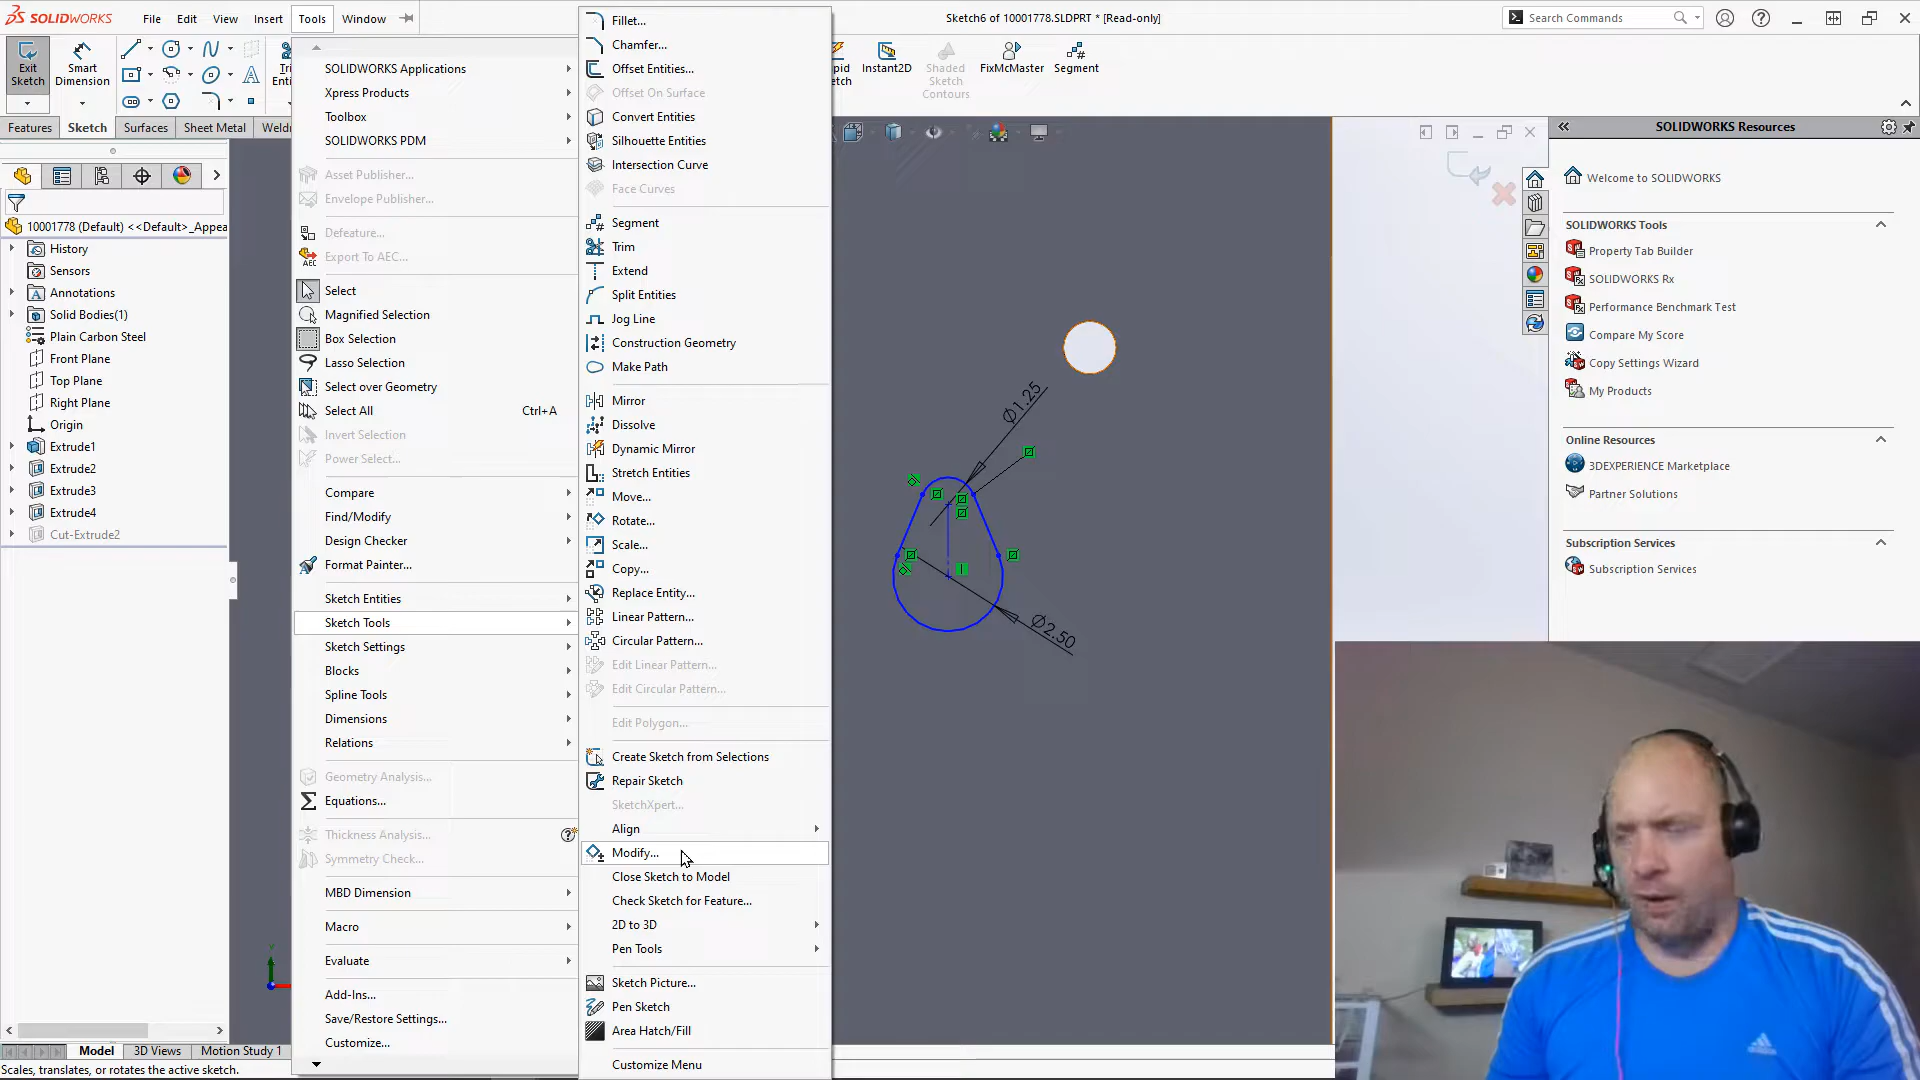 SOLIDWORKS
File
Edit
View
Insert
Tools
Window
Sketch6 of 10001778.SLDPRT * [Read-only]
Search Commands
Exit
Sketch
Smart
Dimension
Instant2D
Shaded
Sketch
Contours
FixMcMaster
Segment
Features
Sketch
Surfaces
Sheet Metal
10001778 (Default) <<Default>_Appea
History
Sensors
Annotations
Solid Bodies(1)
Plain Carbon Steel
Front Plane
Top Plane
Right Plane
Origin
Extrude1
Extrude2
Extrude3
Extrude4
Cut-Extrude2
SOLIDWORKS Applications
Xpress Products
Toolbox
SOLIDWORKS PDM
Asset Publisher...
Envelope Publisher...
Defeature...
Export To AEC...
Select
Magnified Selection
Box Selection
Lasso Selection
Select over Geometry
Select All Ctrl+A
Invert Selection
Power Select...
Compare
Find/Modify
Design Checker
Format Painter...
Sketch Entities
Sketch Tools
Sketch Settings
Blocks
Spline Tools
Dimensions
Relations
Geometry Analysis...
Equations...
Thickness Analysis...
Symmetry Check...
MBD Dimension
Macro
Evaluate
Add-Ins...
Save/Restore Settings...
Customize...
Fillet...
Chamfer...
Offset Entities...
Offset On Surface
Convert Entities
Silhouette Entities
Intersection Curve
Face Curves
Segment
Trim
Extend
Split Entities
Jog Line
Construction Geometry
Make Path
Mirror
Dissolve
Dynamic Mirror
Stretch Entities
Move...
Rotate...
Scale...
Copy...
Replace Entity...
Linear Pattern...
Circular Pattern...
Edit Linear Pattern...
Edit Circular Pattern...
Edit Polygon...
Create Sketch from Selections
Repair Sketch
SketchXpert...
Align
Modify...
Close Sketch to Model
Check Sketch for Feature...
2D to 3D
Pen Tools
Sketch Picture...
Pen Sketch
Area Hatch/Fill
Customize Menu
Ø1.25
Ø2.50
SOLIDWORKS Resources
Welcome to SOLIDWORKS
SOLIDWORKS Tools
Property Tab Builder
SOLIDWORKS Rx
Performance Benchmark Test
Compare My Score
Copy Settings Wizard
My Products
Online Resources
3DEXPERIENCE Marketplace
Partner Solutions
Subscription Services
Subscription Services
Model
3D Views
Motion Study 1
Scales, translates, or rotates the active sketch.